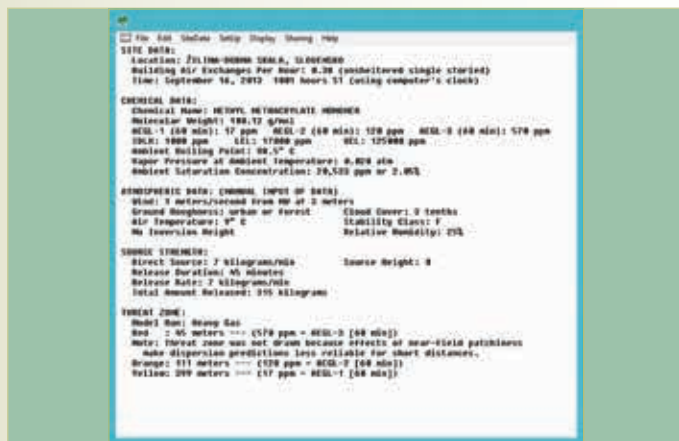 File Edit SiteData SetUp Display Sharing Help
SITE DATA:
Location: ŽILINA-DOBNA SKALA, SLOVENSKO
Building Air Exchanges Per Hour: 0.30 (unsheltered single storied)
Time: September 16, 2013 1001 hours ST (using computer's clock)
CHEMICAL DATA:
Chemical Name: METHYL METHACRYLATE MONOMER
Molecular Weight: 100.12 g/mol
AEGL-1 (60 min): 17 ppm AEGL-2 (60 min): 120 ppm AEGL-3 (60 min): 570 ppm
IDLH: 1000 ppm LEL: 17000 ppm UEL: 125000 ppm
Ambient Boiling Point: 98.5° C
Vapor Pressure at Ambient Temperature: 0.020 atm
Ambient Saturation Concentration: 20,533 ppm or 2.05%
ATMOSPHERIC DATA: (MANUAL INPUT OF DATA)
Wind: 1 meters/second from NW at 3 meters
Ground Roughness: urban or forest Cloud Cover: 3 tenths
Air Temperature: 9° C Stability Class: F
No Inversion Height Relative Humidity: 25%
SOURCE STRENGTH:
Direct Source: 7 kilograms/min Source Height: 0
Release Duration: 45 minutes
Release Rate: 7 kilograms/min
Total Amount Released: 315 kilograms
THREAT ZONE:
Model Run: Heavy Gas
Red : 45 meters --- (570 ppm = AEGL-3 [60 min])
Note: Threat zone was not drawn because effects of near-field patchiness
make dispersion predictions less reliable for short distances.
Orange: 111 meters --- (120 ppm = AEGL-2 [60 min])
Yellow: 399 meters --- (17 ppm = AEGL-1 [60 min])